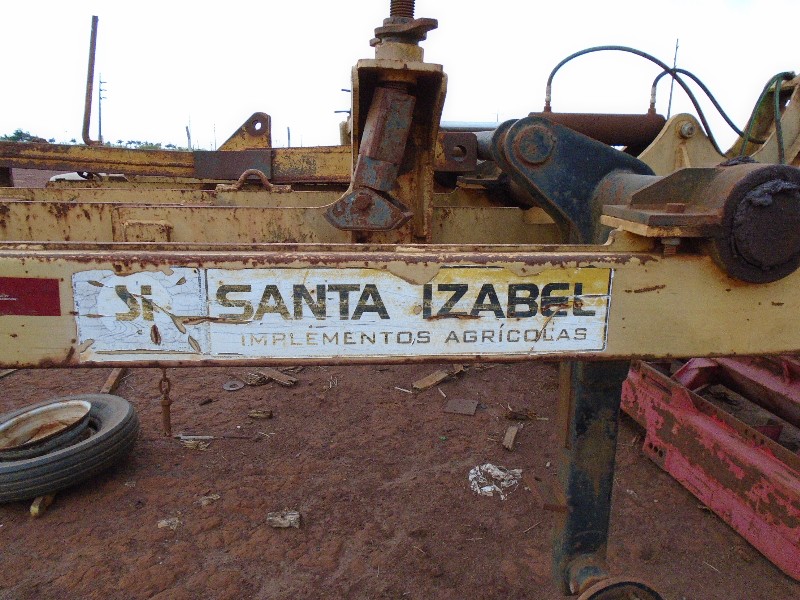 Si SANTA IZABEL
IMPLEMENTOS AGRÍCOLAS